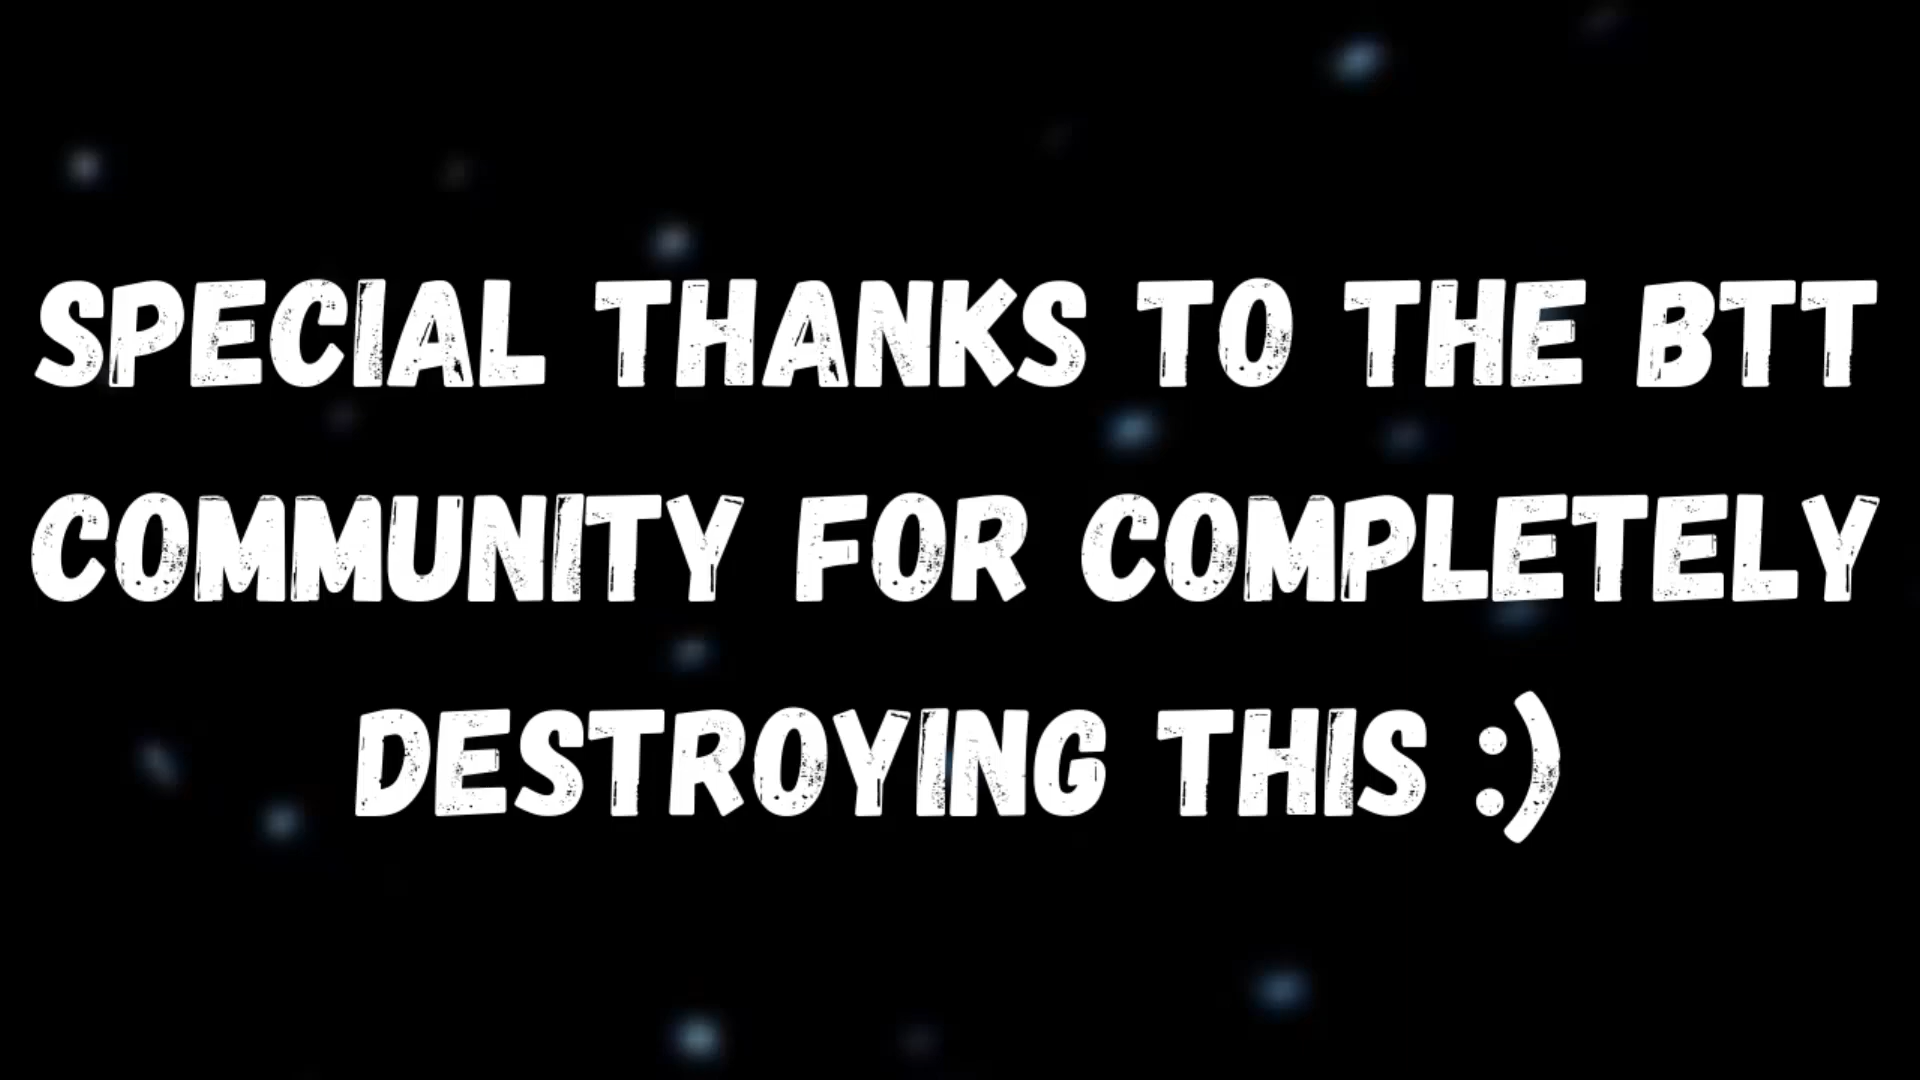 SPECIAL THANKS TO THE BTT
COMMUNITY FOR COMPLETELY
DESTROYING THIS :)